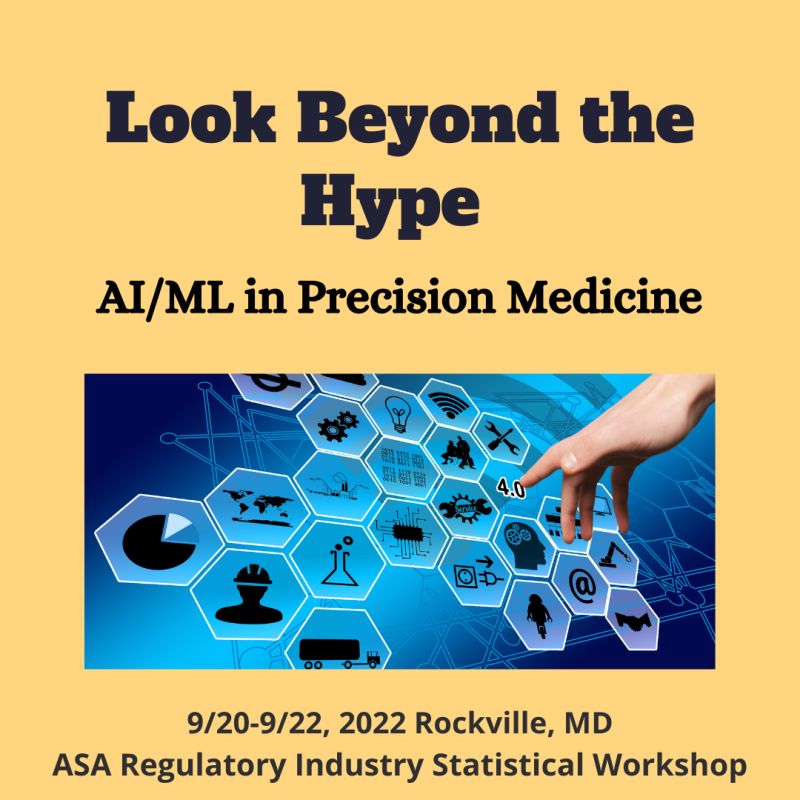 Look Beyond the
Hype
AI/ML in Precision Medicine
4.0
Service
@
9/20-9/22, 2022 Rockville, MD
ASA Regulatory Industry Statistical Workshop